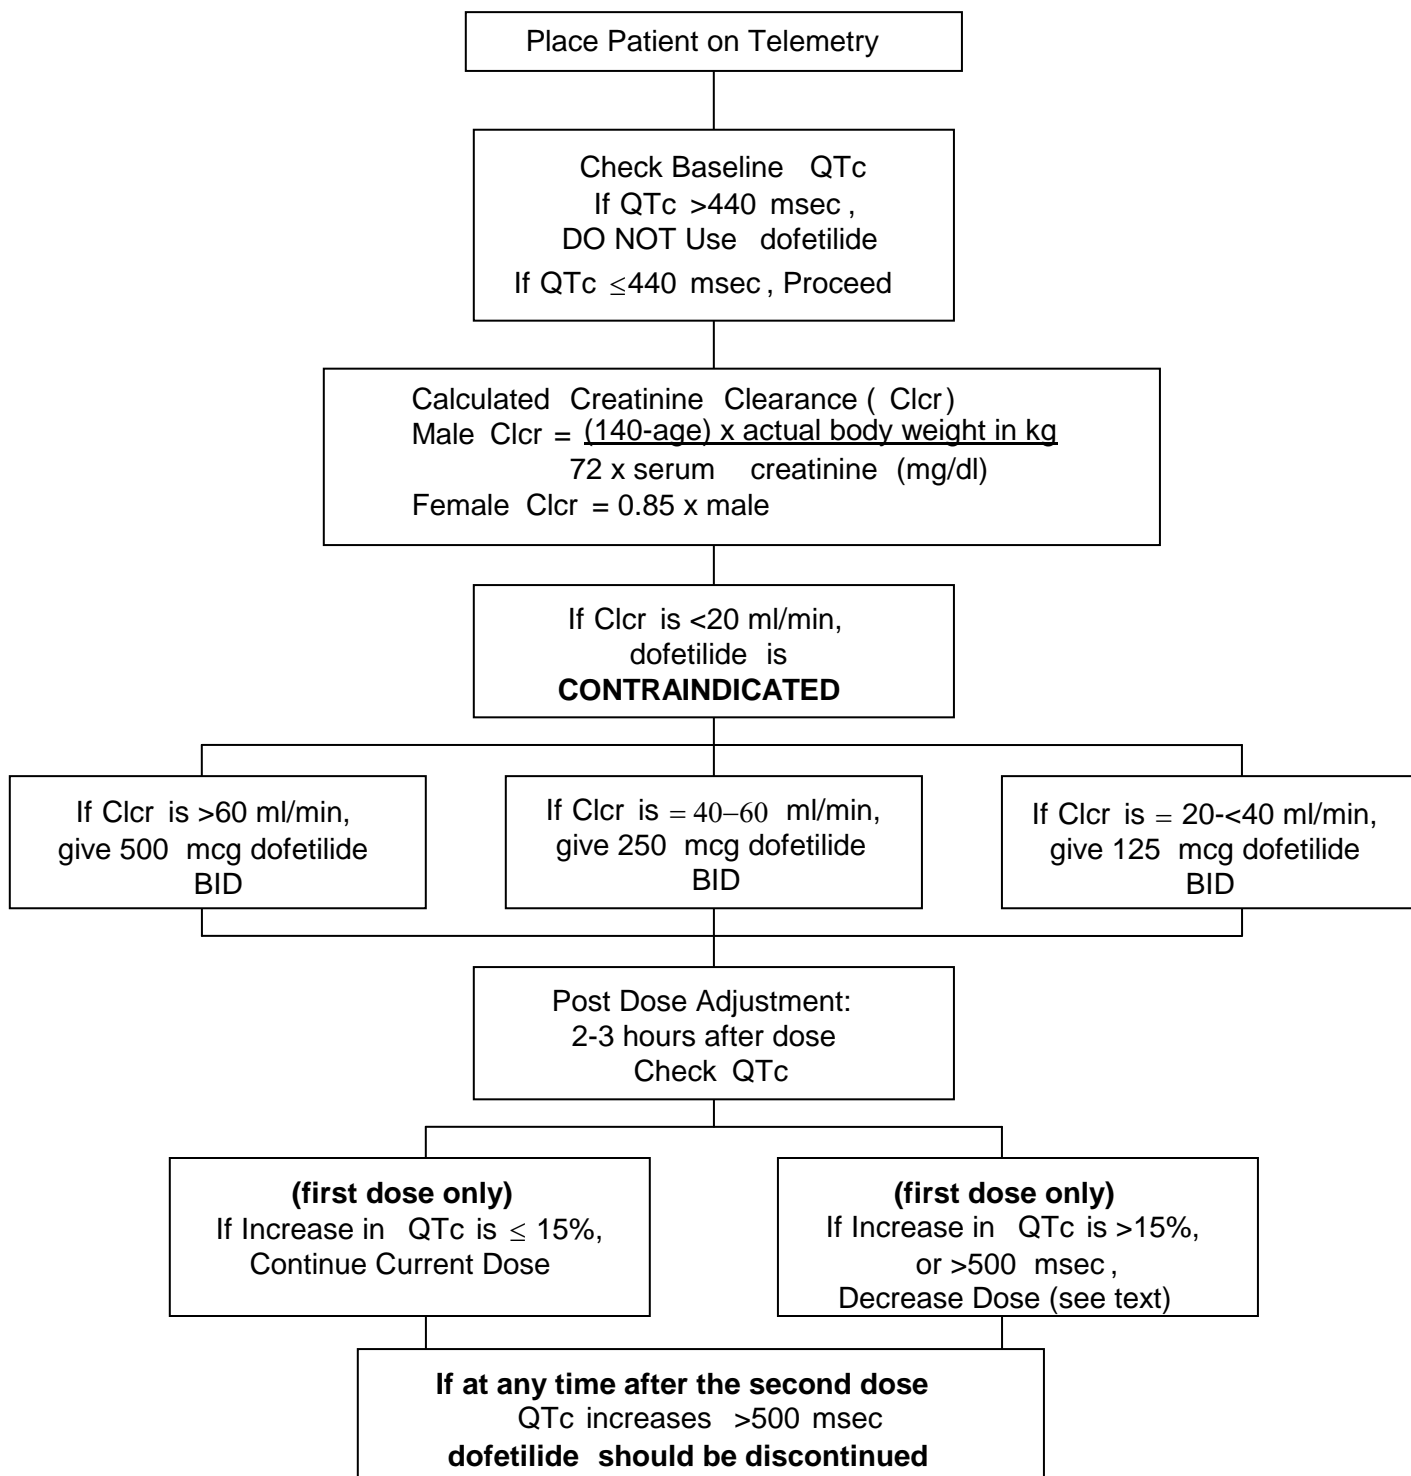 Place Patient on Telemetry
Check Baseline QTc
If QTc >440 msec,
DO NOT Use dofetilide
If QTc ≤440 msec, Proceed
Calculated Creatinine Clearance ( Clcr)
Male Clcr = (140-age) x actual body weight in kg
72 x serum creatinine (mg/dl)
Female Clcr = 0.85 x male
If Clcr is <20 ml/min,
dofetilide is
CONTRAINDICATED
If Clcr is >60 ml/min,
give 500 mcg dofetilide
BID
If Clcr is = 40–60 ml/min,
give 250 mcg dofetilide
BID
If Clcr is = 20-<40 ml/min,
give 125 mcg dofetilide
BID
Post Dose Adjustment:
2-3 hours after dose
Check QTc
(first dose only)
If Increase in QTc is ≤ 15%,
Continue Current Dose
(first dose only)
If Increase in QTc is >15%,
or >500 msec,
Decrease Dose (see text)
If at any time after the second dose
QTc increases >500 msec
dofetilide should be discontinued